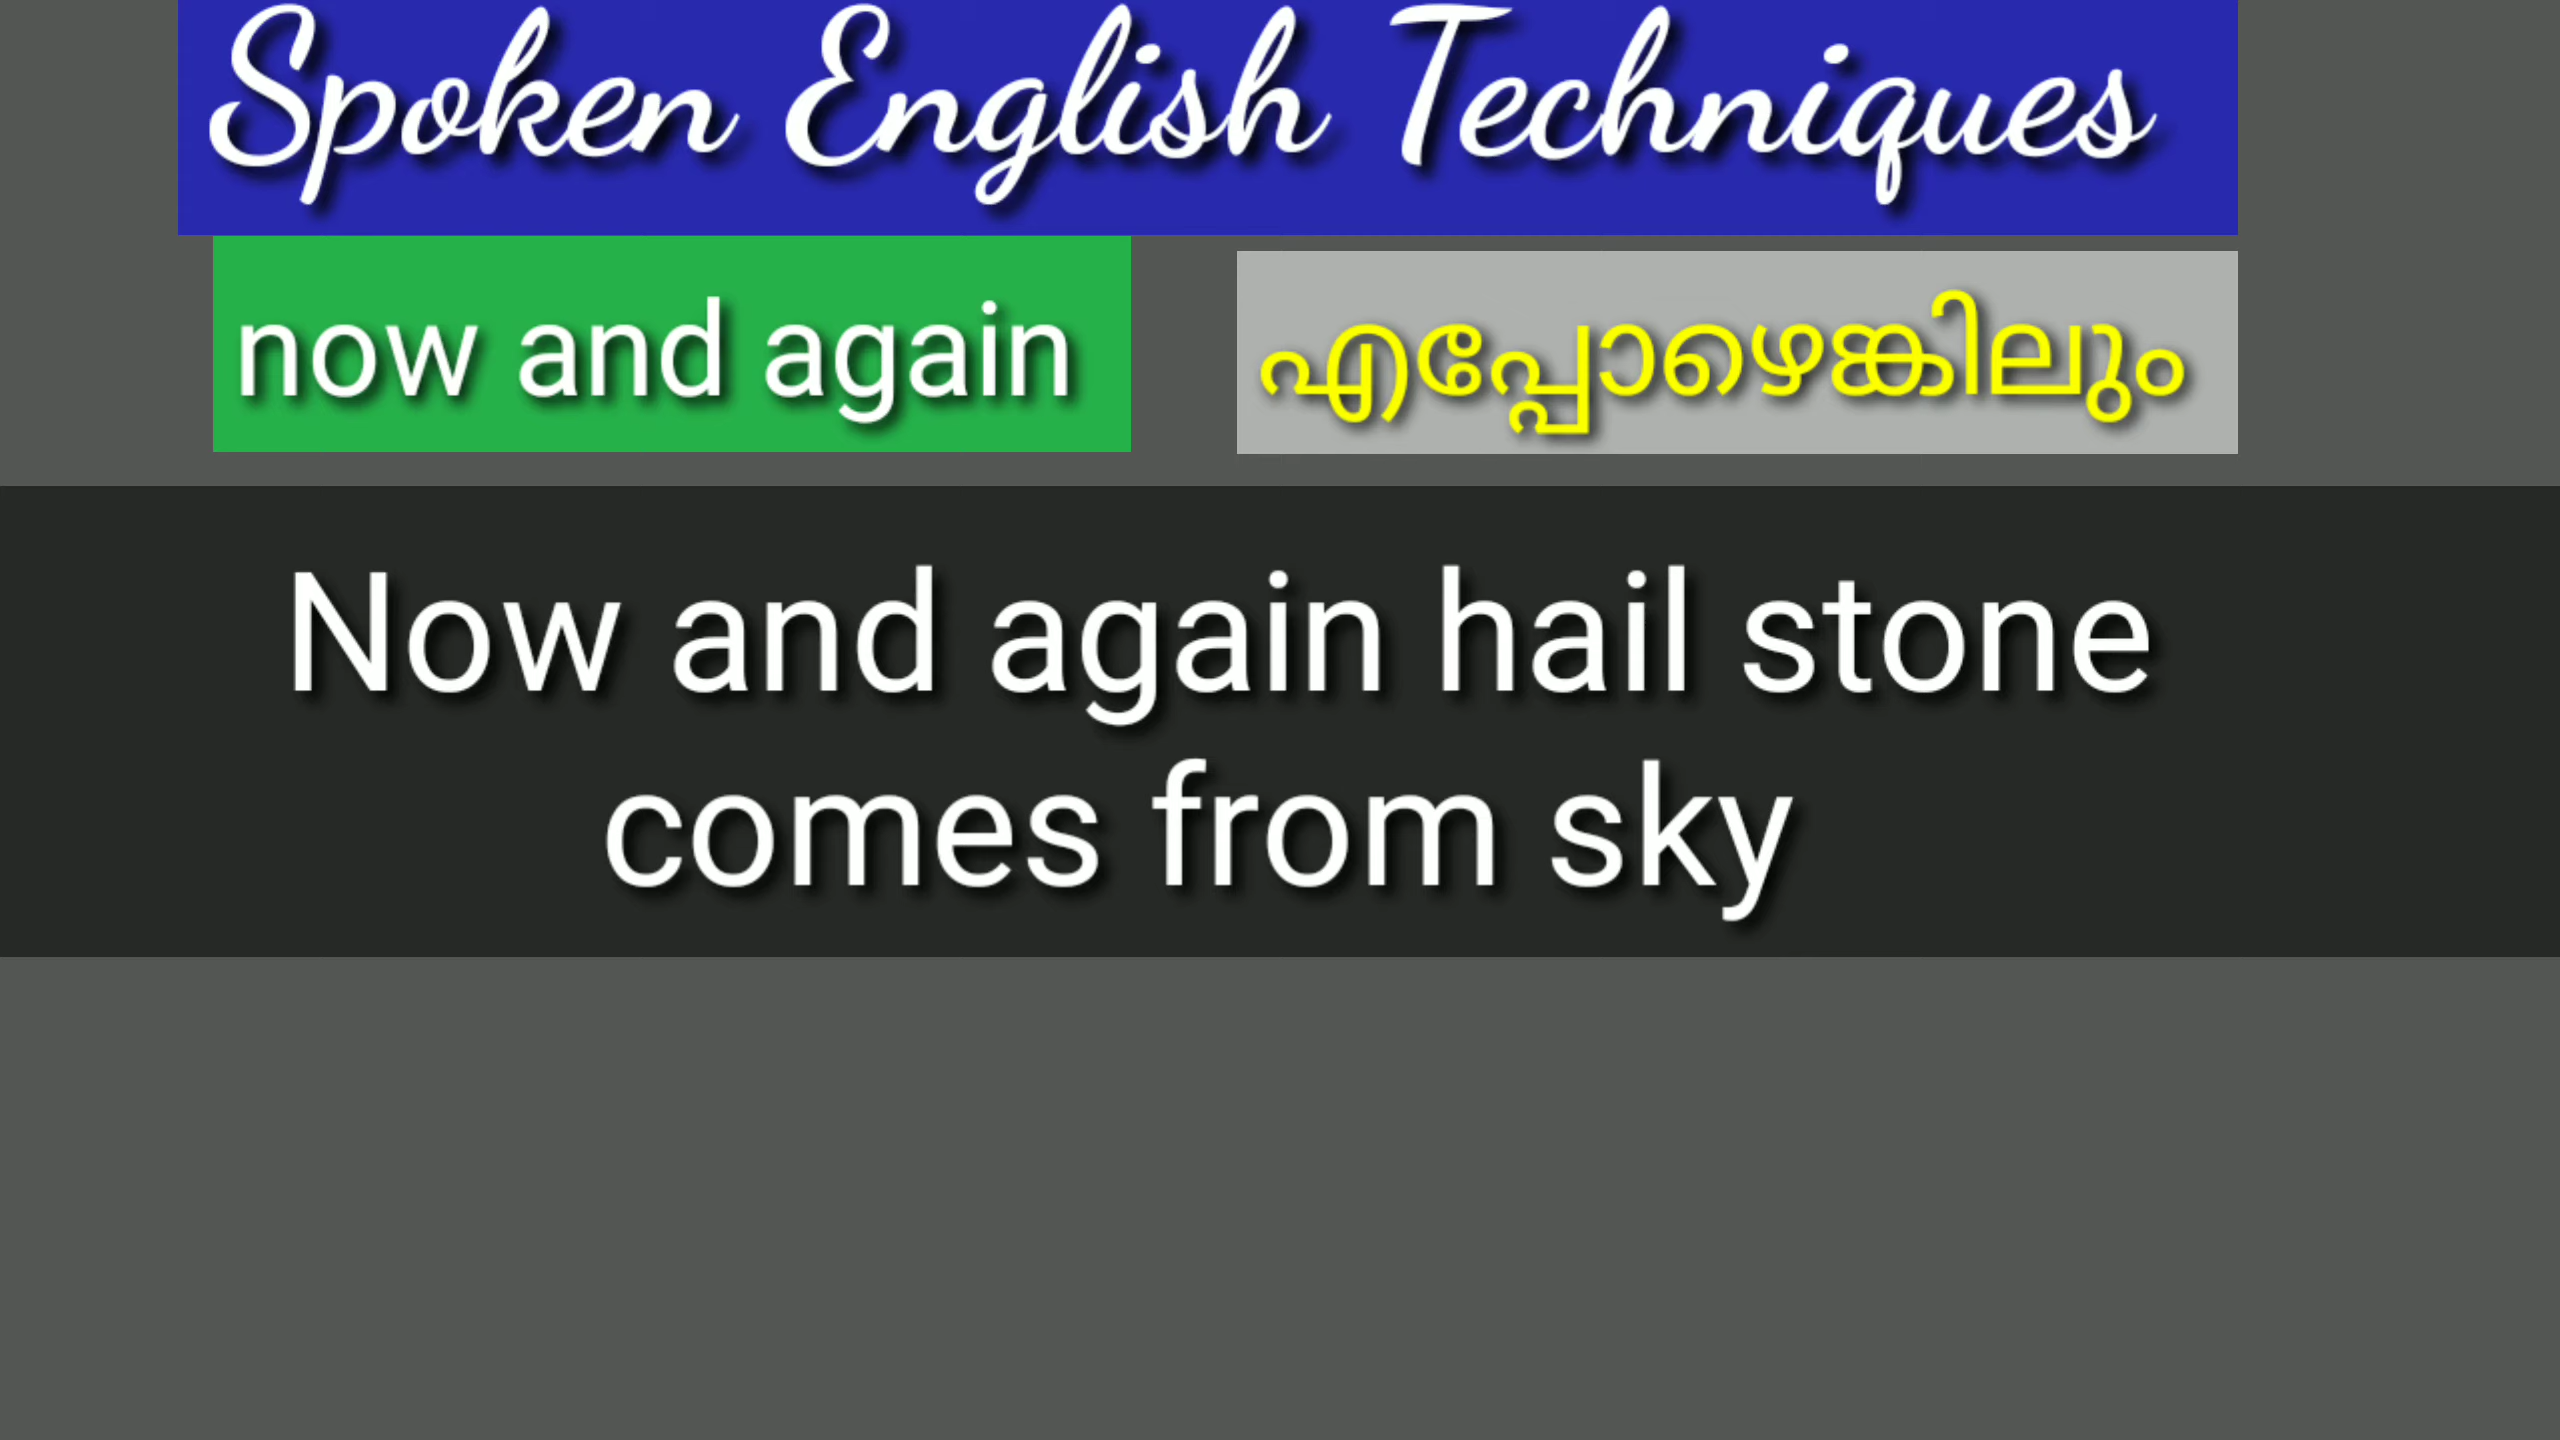 Spoken English Techniques
now and again
എപ്പോഴെങ്കിലും
Now and again hail stone
comes from sky